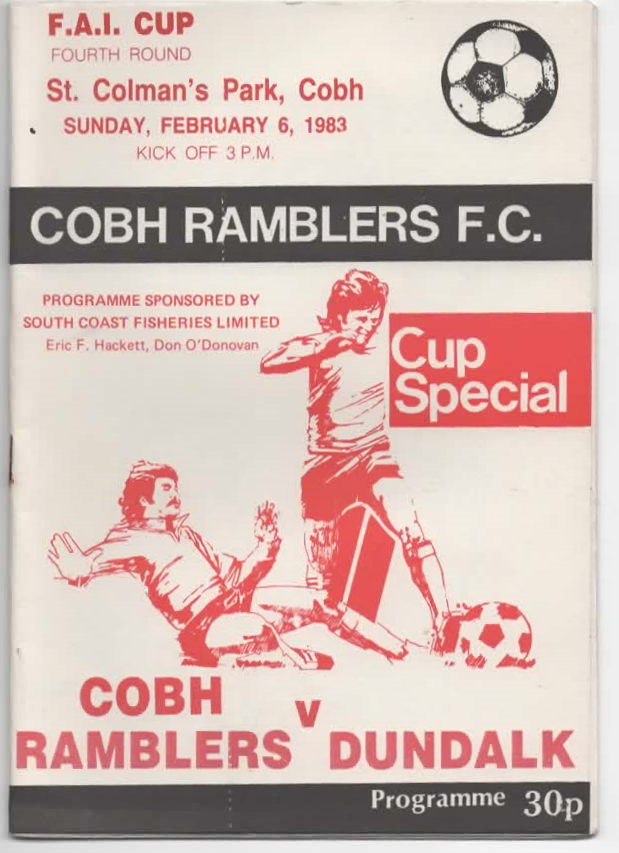 F.A.I. CUP
FOURTH ROUND
St. Colman's Park, Cobh
SUNDAY, FEBRUARY 6, 1983
KICK OFF 3 P.M.
COBH RAMBLERS F.C.
PROGRAMME SPONSORED BY
SOUTH COAST FISHERIES LIMITED
Eric F. Hackett, Don O'Donovan
Cup
Special
COBH
RAMBLERS
v
DUNDALK
Programme 30p